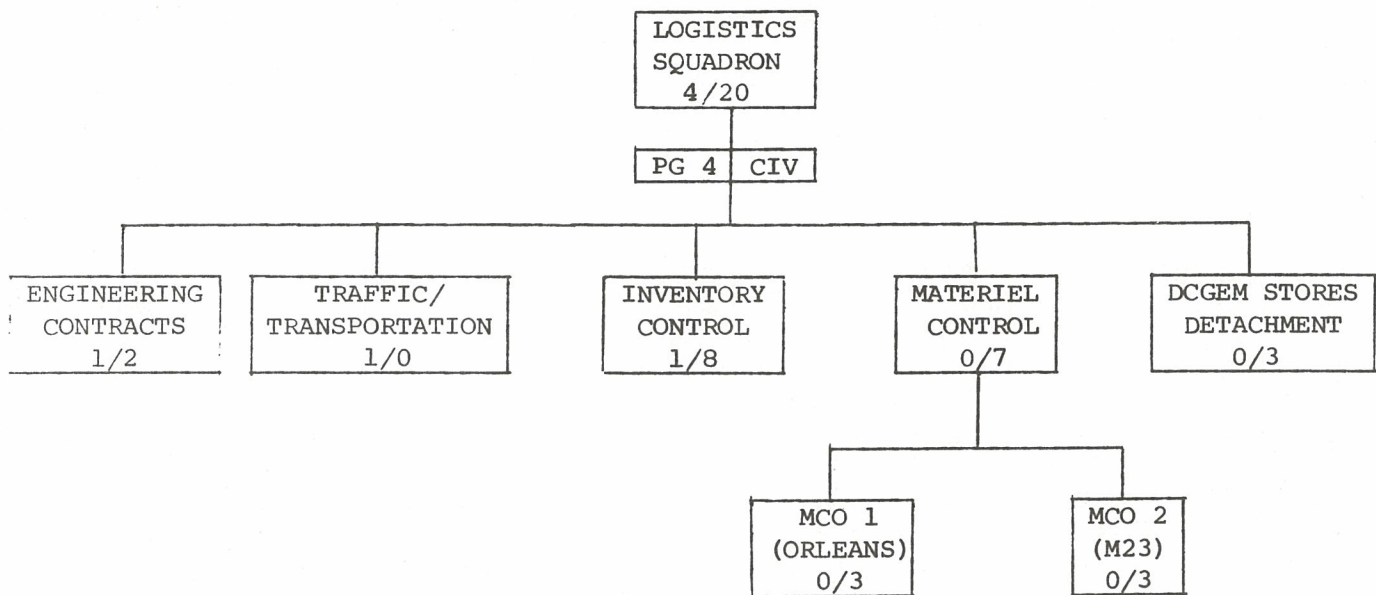 LOGISTICS
SQUADRON
4/20
PG 4 CIV
ENGINEERING
CONTRACTS
1/2
TRAFFIC/
TRANSPORTATION
1/0
INVENTORY
CONTROL
1/8
MATERIEL
CONTROL
0/7
DCGEM STORES
DETACHMENT
0/3
MCO 1
(ORLEANS)
0/3
MCO 2
(M23)
0/3